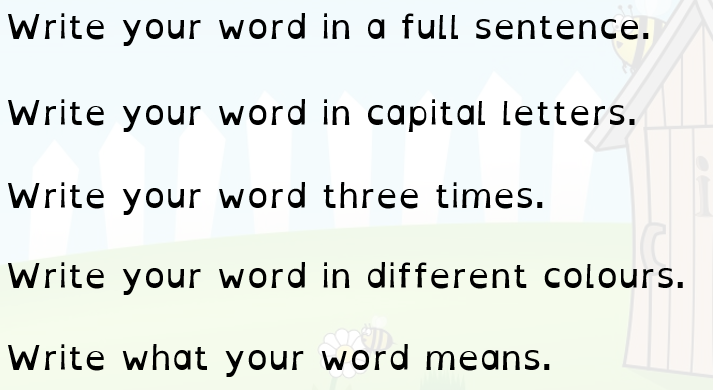 Write your word in a full sentence.
Write your word in capital letters.
Write your word three times.
Write your word in different colours.
Write what your word means.